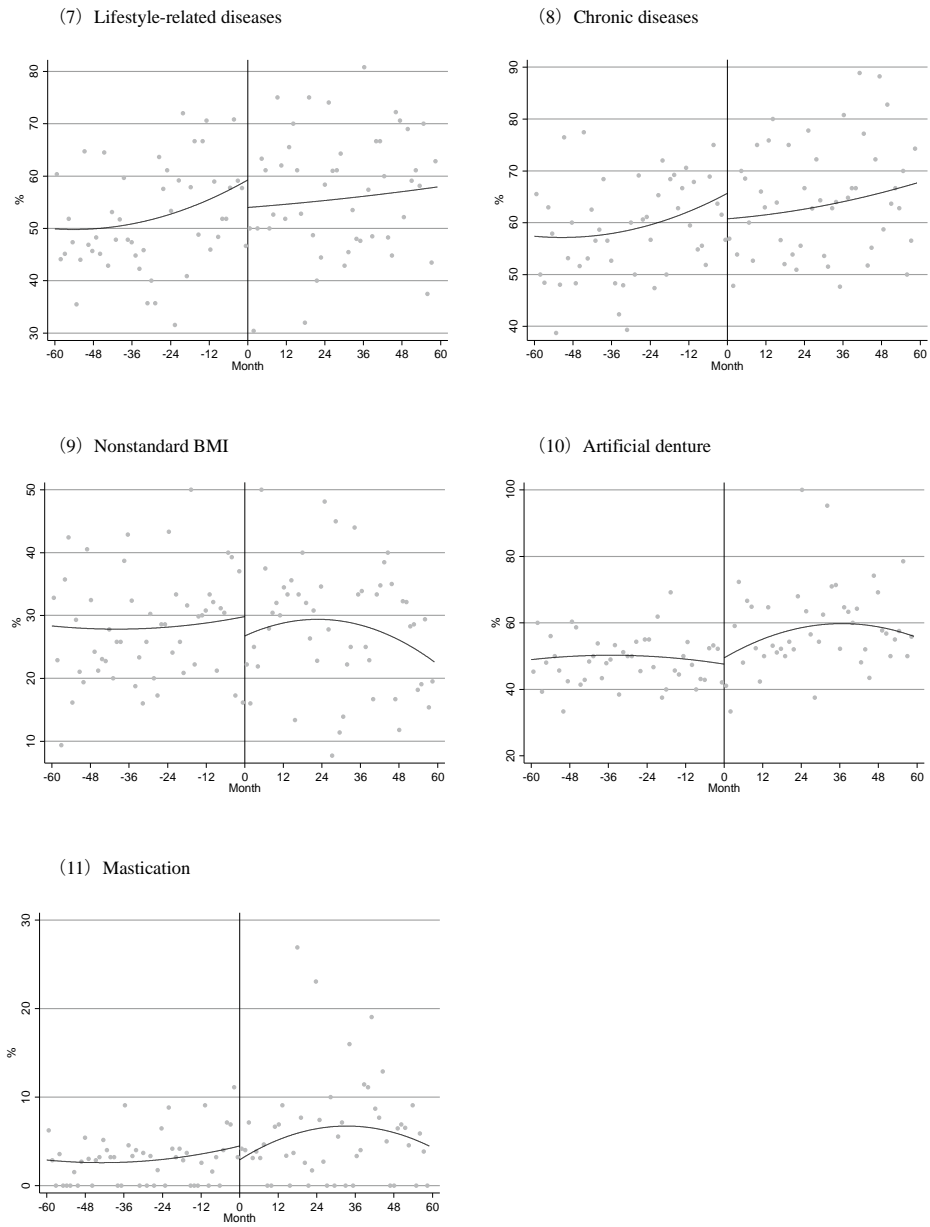 (7) Lifestyle-related diseases
80
70
60
50
40
30
%
-60 -48 -36 -24 -12 0 12 24 36 48 60
Month
(8) Chronic diseases
90
80
70
60
50
40
%
-60 -48 -36 -24 -12 0 12 24 36 48 60
Month
(9) Nonstandard BMI
50
40
30
20
10
%
-60 -48 -36 -24 -12 0 12 24 36 48 60
Month
(10) Artificial denture
100
80
60
40
20
%
-60 -48 -36 -24 -12 0 12 24 36 48 60
Month
(11) Mastication
30
20
10
0
%
-60 -48 -36 -24 -12 0 12 24 36 48 60
Month